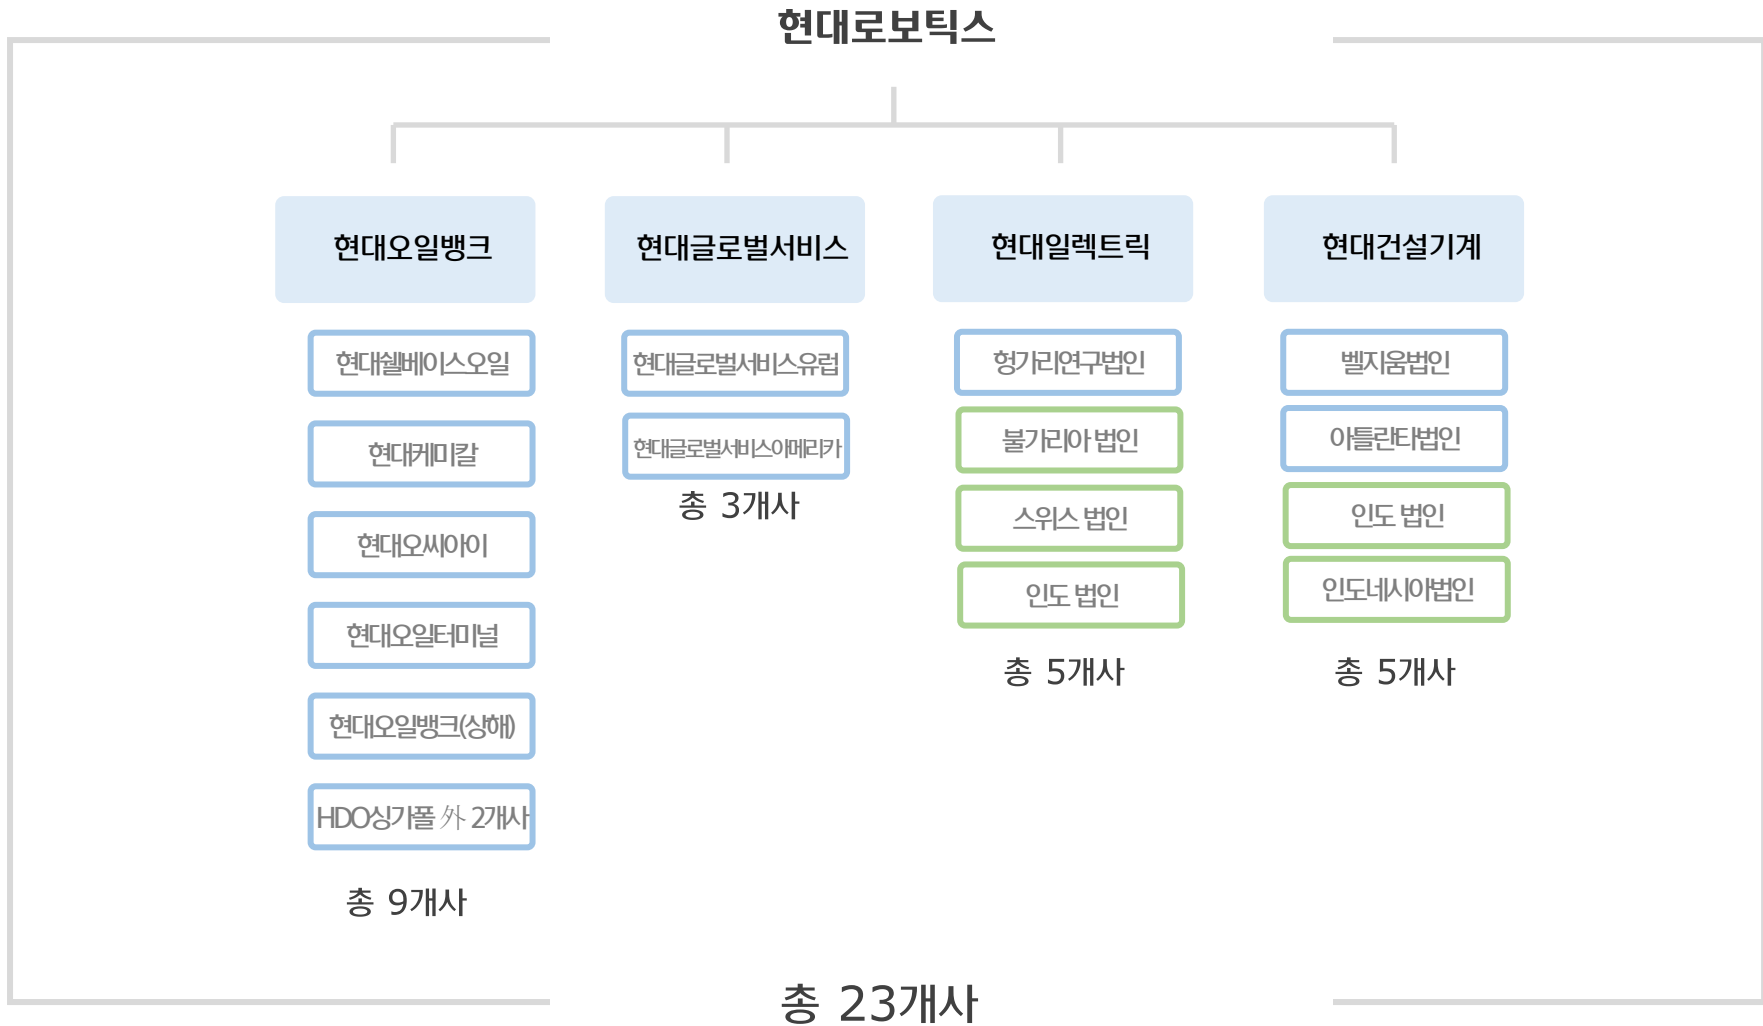 현대로보틱스
현대오일뱅크
현대쉘베이스오일
현대케미칼
현대오씨아이
현대오일터미널
현대오일뱅크(상해)
HDO싱가폴 外 2개사
총 9개사
현대글로벌서비스
현대글로벌서비스유럽
현대글로벌서비스아메리카
총 3개사
현대일렉트릭
헝가리연구법인
불가리아 법인
스위스 법인
인도 법인
총 5개사
현대건설기계
벨지움법인
아틀란타법인
인도 법인
인도네시아법인
총 5개사
총 23개사